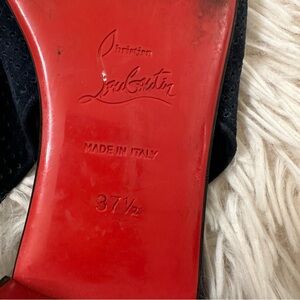 Christian
Louboutin
MADE IN ITALY
37 1/2